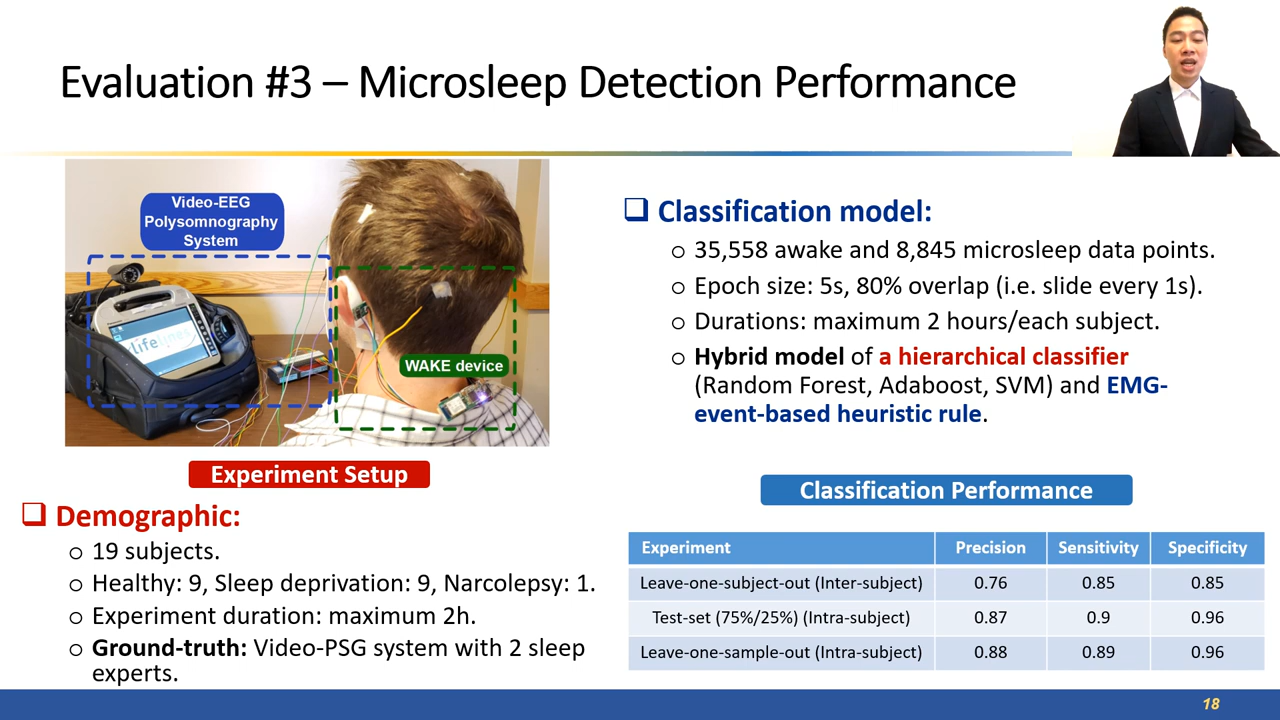 Evaluation #3 – Microsleep Detection Performance
Video-EEG
Polysomnography
System
lifelines
WAKE device
Experiment Setup
❑ Demographic:
o 19 subjects.
o Healthy: 9, Sleep deprivation: 9, Narcolepsy: 1.
o Experiment duration: maximum 2h.
o Ground-truth: Video-PSG system with 2 sleep
experts.
❑ Classification model:
o 35,558 awake and 8,845 microsleep data points.
o Epoch size: 5s, 80% overlap (i.e. slide every 1s).
o Durations: maximum 2 hours/each subject.
o Hybrid model of a hierarchical classifier
(Random Forest, Adaboost, SVM) and EMG-
event-based heuristic rule.
Classification Performance
Experiment Precision Sensitivity Specificity
Leave-one-subject-out (Inter-subject) 0.76 0.85 0.85
Test-set (75%/25%) (Intra-subject) 0.87 0.9 0.96
Leave-one-sample-out (Intra-subject) 0.88 0.89 0.96
18